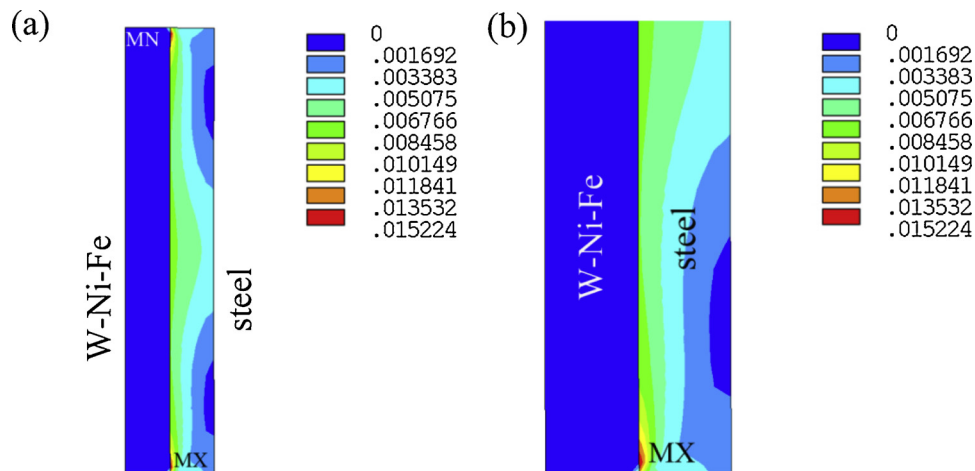 (a)
MN
W-Ni-Fe
steel
MX
0
.001692
.003383
.005075
.006766
.008458
.010149
.011841
.013532
.015224
(b)
W-Ni-Fe
steel
MX
0
.001692
.003383
.005075
.006766
.008458
.010149
.011841
.013532
.015224